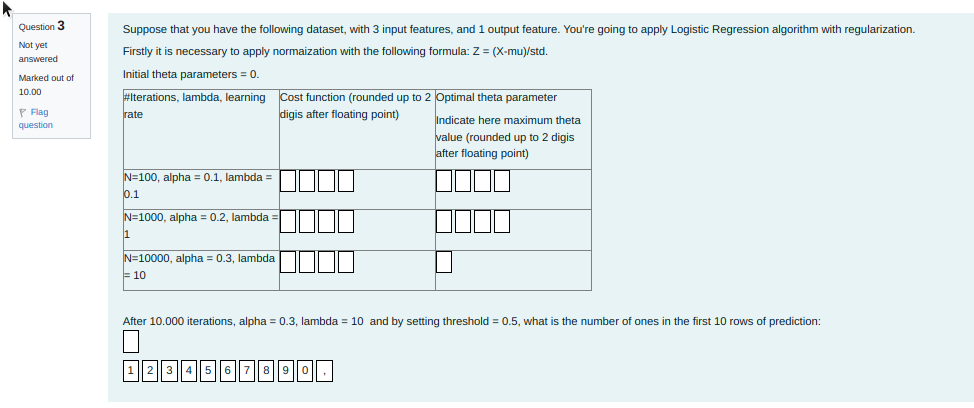 Question 3
Not yet
answered
Marked out of
10.00
Flag
question
Suppose that you have the following dataset, with 3 input features, and 1 output feature. You're going to apply Logistic Regression algorithm with regularization.
Firstly it is necessary to apply normaization with the following formula: Z = (X-mu)/std.
Initial theta parameters = 0.
#Iterations, lambda, learning
rate
Cost function (rounded up to 2
digits after floating point)
Optimal theta parameter
Indicate here maximum theta
value (rounded up to 2 digits
after floating point)
N=100, alpha = 0.1, lambda =
0.1
N=1000, alpha = 0.2, lambda =
1
N=10000, alpha = 0.3, lambda
= 10
After 10.000 iterations, alpha = 0.3, lambda = 10 and by setting threshold = 0.5, what is the number of ones in the first 10 rows of prediction:
1 2 3 4 5 6 7 8 9 0 ,